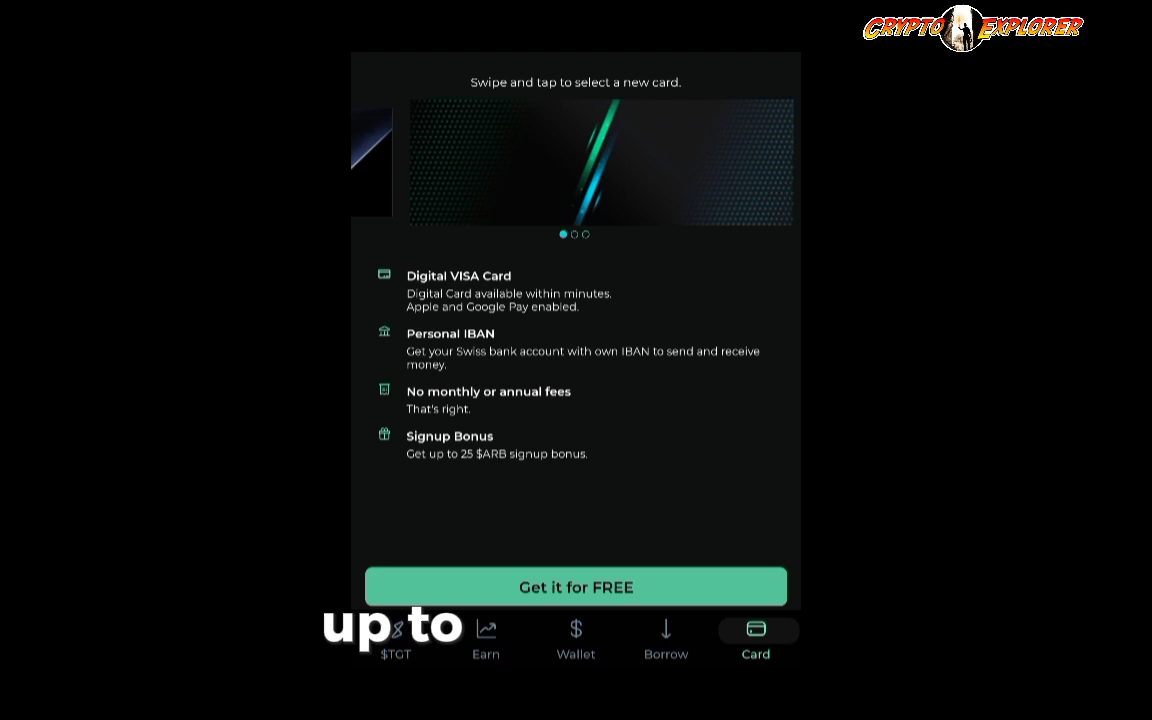 CRYPTO EXPLORER
Swipe and tap to select a new card.
Digital VISA Card
Digital Card available within minutes.
Apple and Google Pay enabled.
Personal IBAN
Get your Swiss bank account with own IBAN to send and receive
money.
No monthly or annual fees
That's right.
Signup Bonus
Get up to 25 $ARB signup bonus.
Get it for FREE
up to
$TGT Earn Wallet Borrow Card